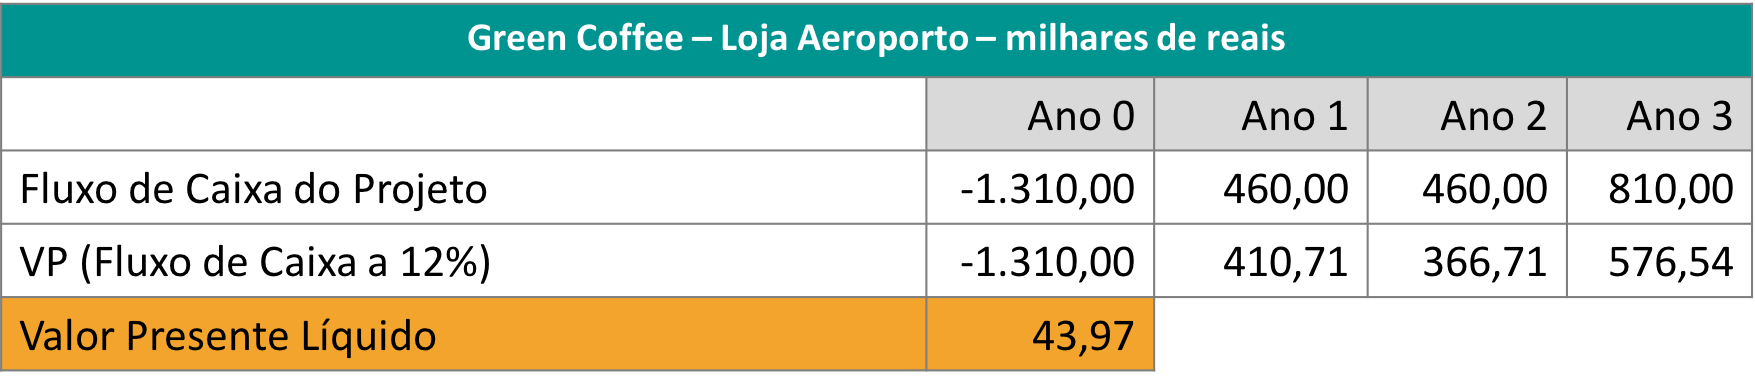 Green Coffee – Loja Aeroporto – milhares de reais
Ano 0 Ano 1 Ano 2 Ano 3
Fluxo de Caixa do Projeto -1.310,00 460,00 460,00 810,00
VP (Fluxo de Caixa a 12%) -1.310,00 410,71 366,71 576,54
Valor Presente Líquido 43,97